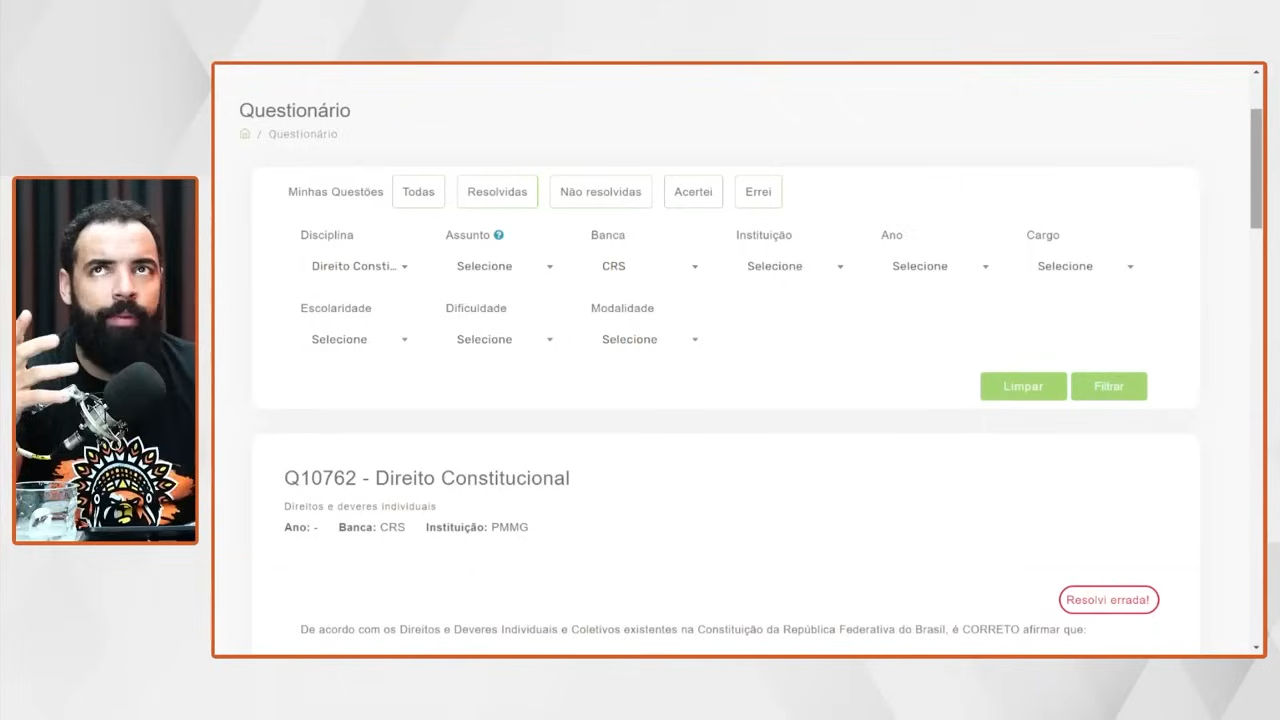 Questionário
/ Questionário
Minhas Questões Todas Resolvidas Não resolvidas Acertei Errei
Disciplina Assunto ? Banca Instituição Ano Cargo
Direito Consti... Selecione CRS Selecione Selecione Selecione
Escolaridade Dificuldade Modalidade
Selecione Selecione Selecione
Limpar Filtrar
Q10762 - Direito Constitucional
Direitos e deveres individuais
Ano: - Banca: CRS Instituição: PMMG
Resolvi errada!
De acordo com os Direitos e Deveres Individuais e Coletivos existentes na Constituição da República Federativa do Brasil, é CORRETO afirmar que: